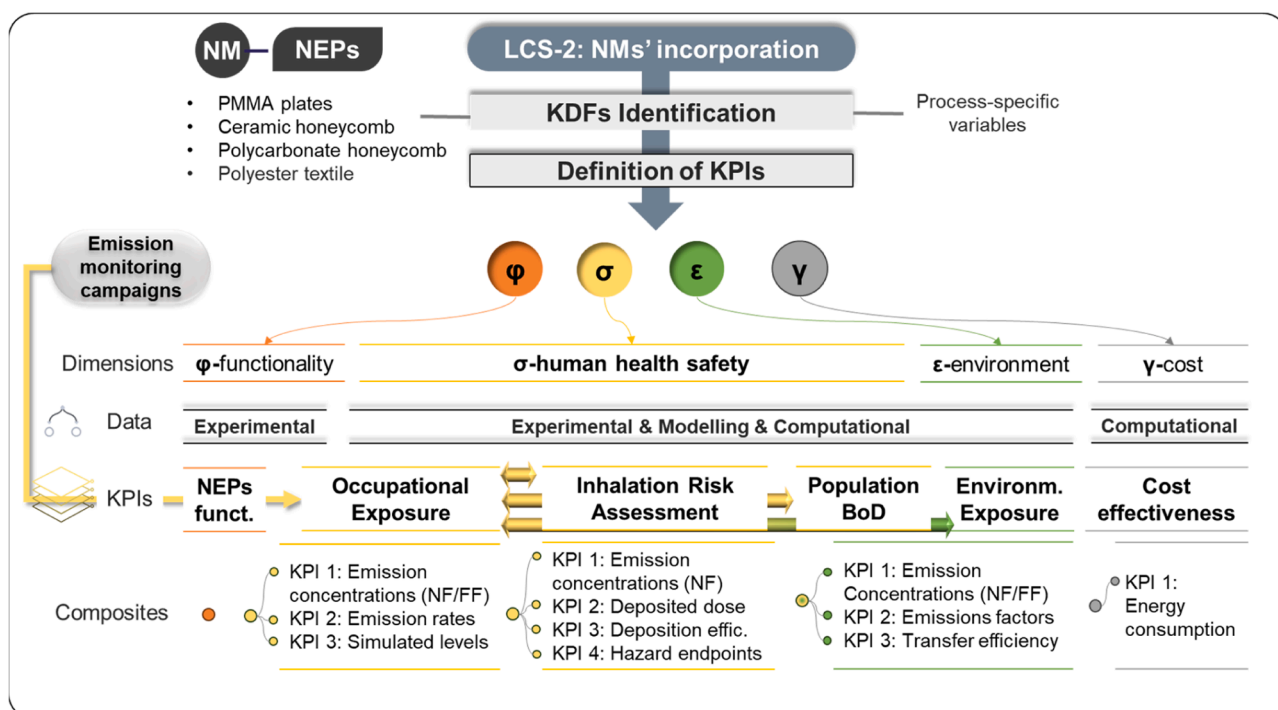 NM
NEPs
LCS-2: NMs’ incorporation
• PMMA plates
• Ceramic honeycomb
• Polycarbonate honeycomb
• Polyester textile
KDFs Identification
Process-specific
variables
Definition of KPIs
Emission
monitoring
campaigns
φ
σ
ε
γ
Dimensions
φ-functionality
σ-human health safety
ε-environment
γ-cost
Data
Experimental
Experimental & Modelling & Computational
Computational
KPIs
NEPs
funct.
Occupational
Exposure
Inhalation Risk
Assessment
Population
BoD
Environm.
Exposure
Cost
effectiveness
Composites
KPI 1: Emission
concentrations (NF/FF)
KPI 2: Emission rates
KPI 3: Simulated levels
KPI 1: Emission
concentrations (NF)
KPI 2: Deposited dose
KPI 3: Deposition effic.
KPI 4: Hazard endpoints
KPI 1: Emission
Concentrations (NF/FF)
KPI 2: Emissions factors
KPI 3: Transfer efficiency
KPI 1:
Energy
consumption